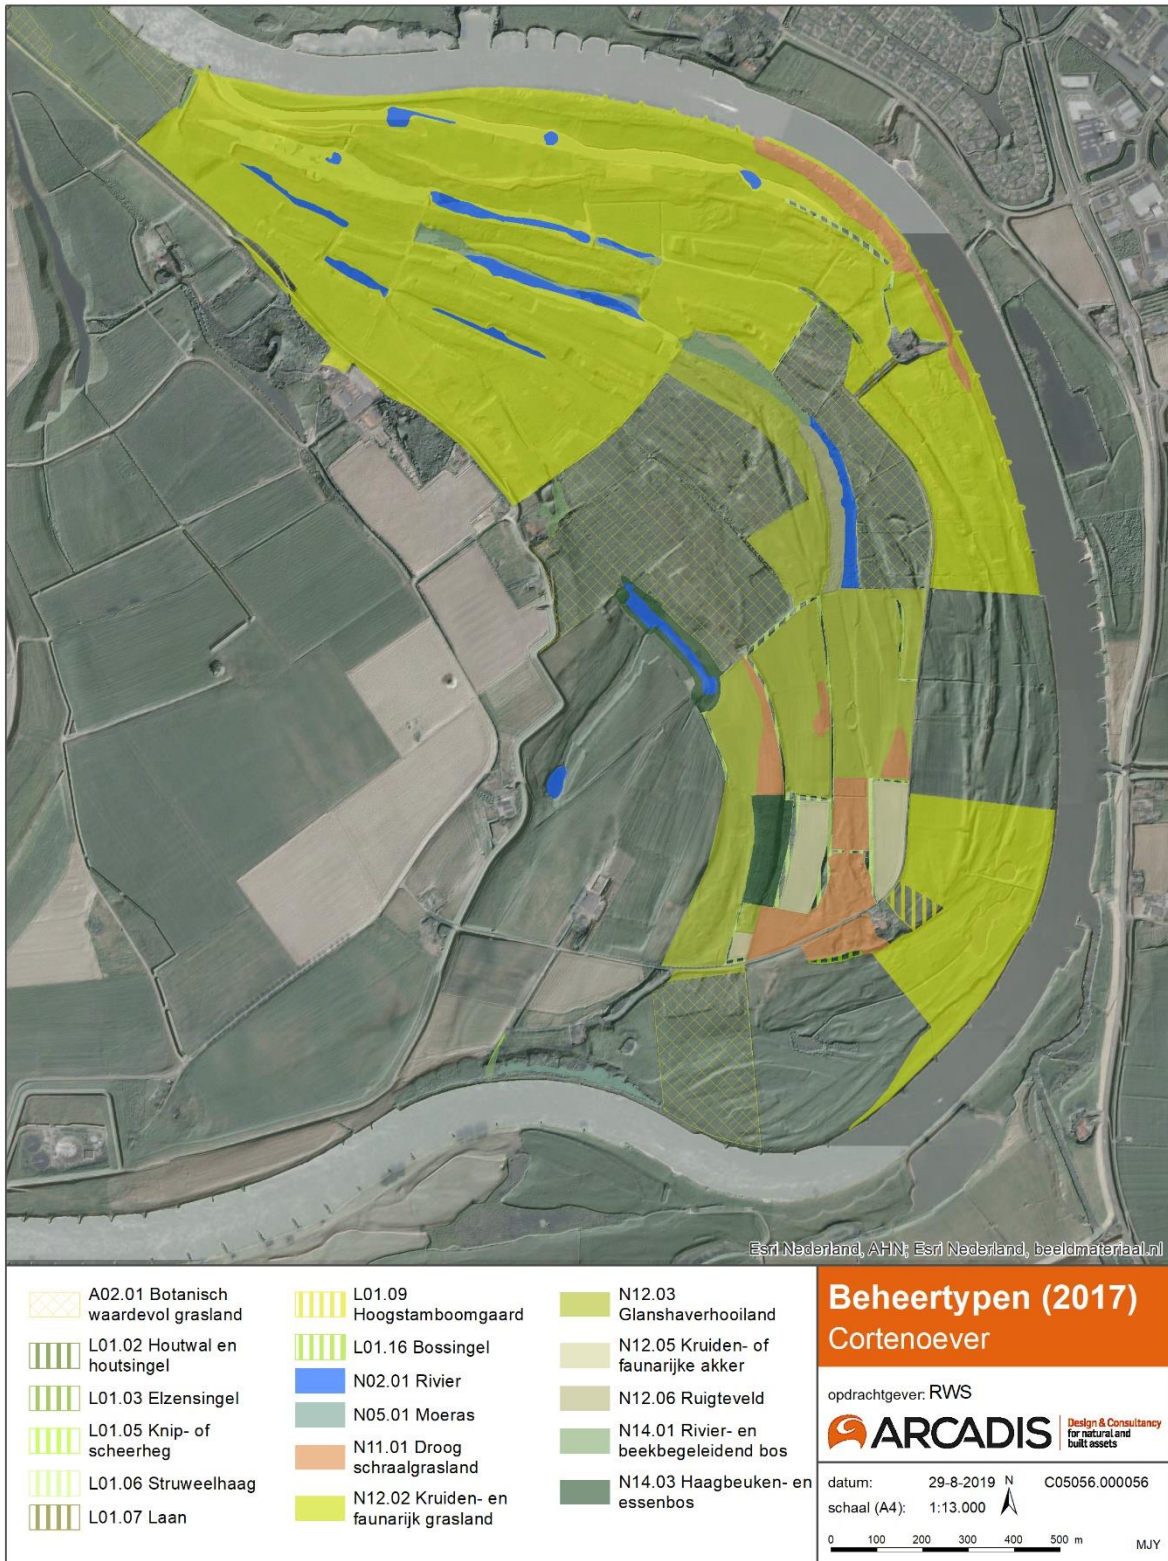 Esri Nederland, AHN; Esri Nederland, beeldmateriaal.nl
A02.01 Botanisch
waardevol grasland
L01.02 Houtwal en
houtsingel
L01.03 Elzensingel
L01.05 Knip- of
scheerheg
L01.06 Struweelhaag
L01.07 Laan
L01.09
Hoogstamboomgaard
L01.16 Bossingel
N02.01 Rivier
N05.01 Moeras
N11.01 Droog
schraalgrasland
N12.02 Kruiden- en
faunarijk grasland
N12.03
Glanshaverhooiland
N12.05 Kruiden- of
faunarijke akker
N12.06 Ruigteveld
N14.01 Rivier- en
beekbegeleidend bos
N14.03 Haagbeuken- en
essenbos
Beheertypen (2017)
Cortenoever
opdrachtgever: RWS
ARCADIS
Design & Consultancy
for natural and
built assets
datum: 29-8-2019 N C05056.000056
schaal (A4): 1:13.000
0 100 200 300 400 500 m
MJY